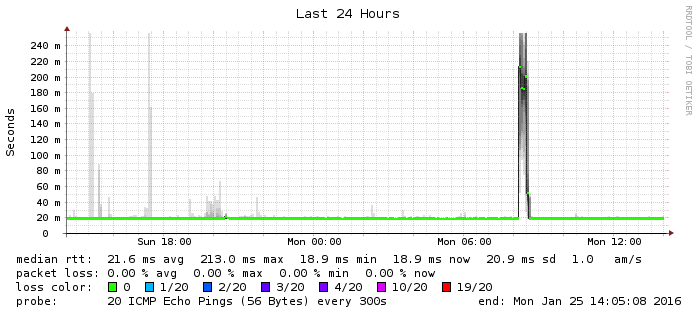 Last 24 Hours
RRDTOOL / TOBI OETIKER
Seconds
240 m
220 m
200 m
180 m
160 m
140 m
120 m
100 m
80 m
60 m
40 m
20 m
0
Sun 18:00 Mon 00:00 Mon 06:00 Mon 12:00
median rtt: 21.6 ms avg 213.0 ms max 18.9 ms min 18.9 ms now 20.9 ms sd 1.0 am/s
packet loss: 0.00 % avg 0.00 % max 0.00 % min 0.00 % now
loss color: 0 1/20 2/20 3/20 4/20 10/20 19/20
probe: 20 ICMP Echo Pings (56 Bytes) every 300s end: Mon Jan 25 14:05:08 2016